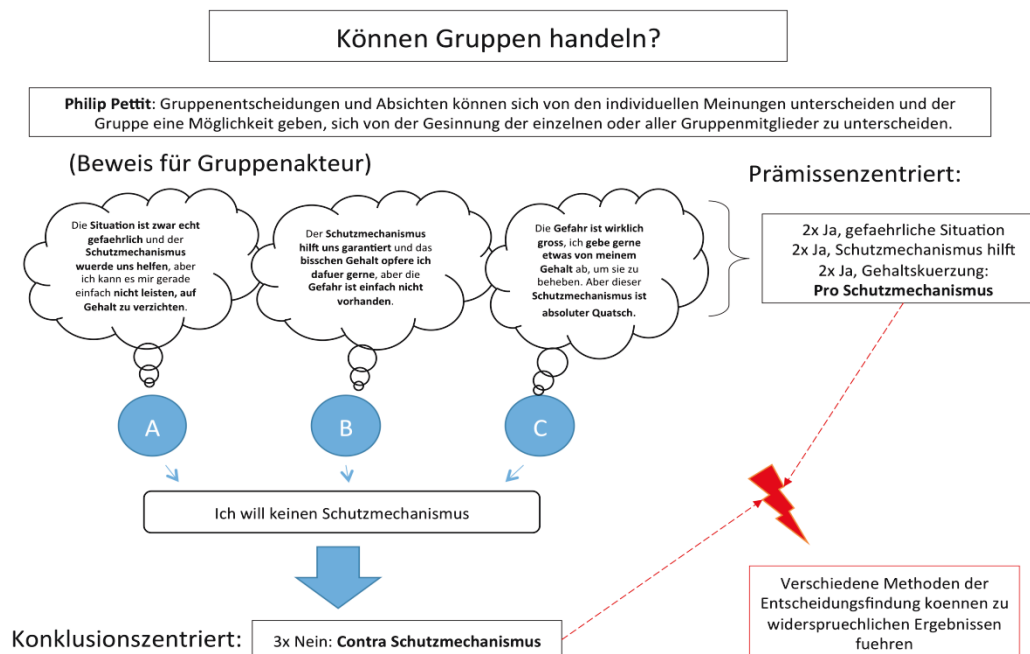 Können Gruppen handeln?
Philip Pettit: Gruppenentscheidungen und Absichten können sich von den individuellen Meinungen unterscheiden und der
Gruppe eine Möglichkeit geben, sich von der Gesinnung der einzelnen oder aller Gruppenmitglieder zu unterscheiden.
(Beweis für Gruppenakteur)
Die Situation ist zwar echt
gefaehrlich und der
Schutzmechanismus
wuerde uns helfen, aber
ich kann es mir gerade
einfach nicht leisten, auf
Gehalt zu verzichten.
Der Schutzmechanismus
hilft uns garantiert und das
bisschen Gehalt opfere ich
dafuer gerne, aber die
Gefahr ist einfach nicht
vorhanden.
Die Gefahr ist wirklich
gross, ich gebe gerne
etwas von meinem
Gehalt ab, um sie zu
beheben. Aber dieser
Schutzmechanismus ist
absoluter Quatsch.
Prämissenzentriert:
2x Ja, gefaehrliche Situation
2x Ja, Schutzmechanismus hilft
2x Ja, Gehaltskuerzung:
Pro Schutzmechanismus
A
B
C
Ich will keinen Schutzmechanismus
Konklusionszentriert:
3x Nein: Contra Schutzmechanismus
Verschiedene Methoden der
Entscheidungsfindung koennen zu
widerspruechlichen Ergebnissen
fuehren